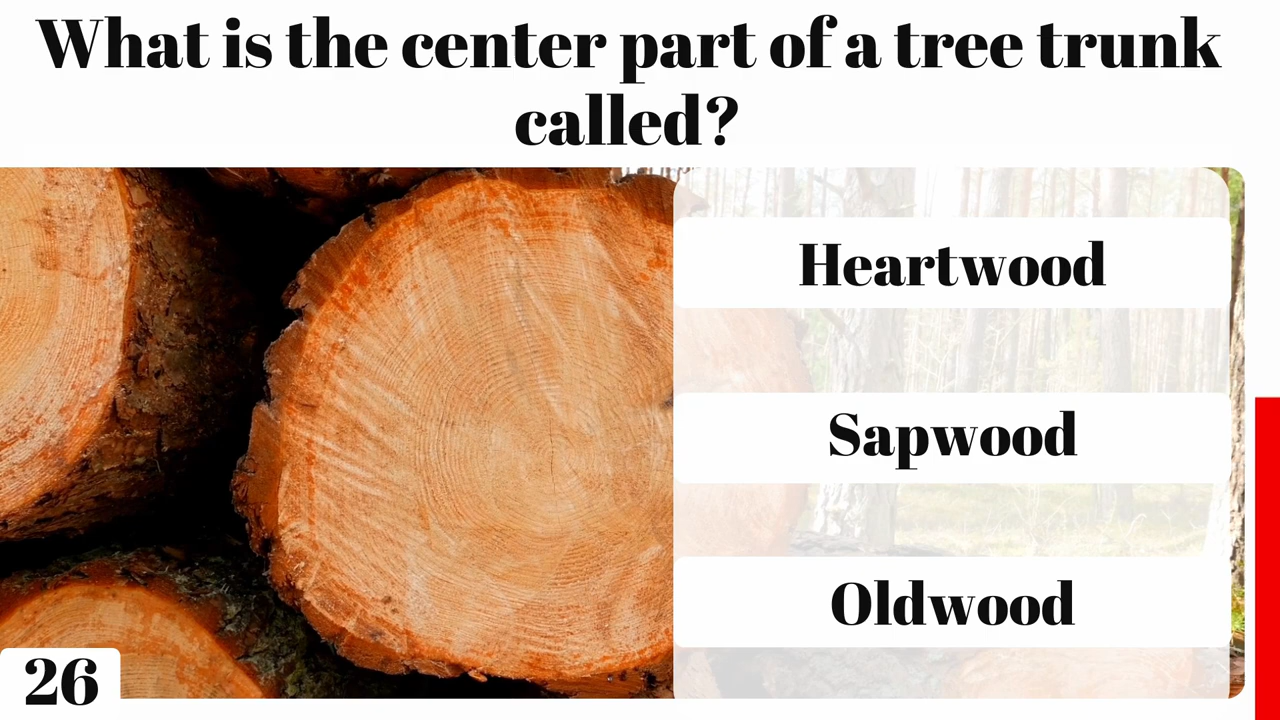 What is the center part of a tree trunk
called?
Heartwood
Sapwood
Oldwood
26